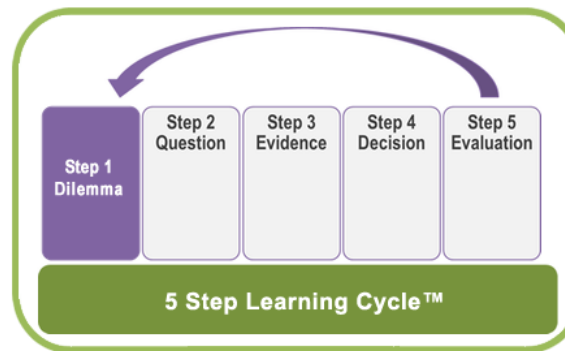 Step 1
Dilemma
Step 2
Question
Step 3
Evidence
Step 4
Decision
Step 5
Evaluation
5 Step Learning Cycle™